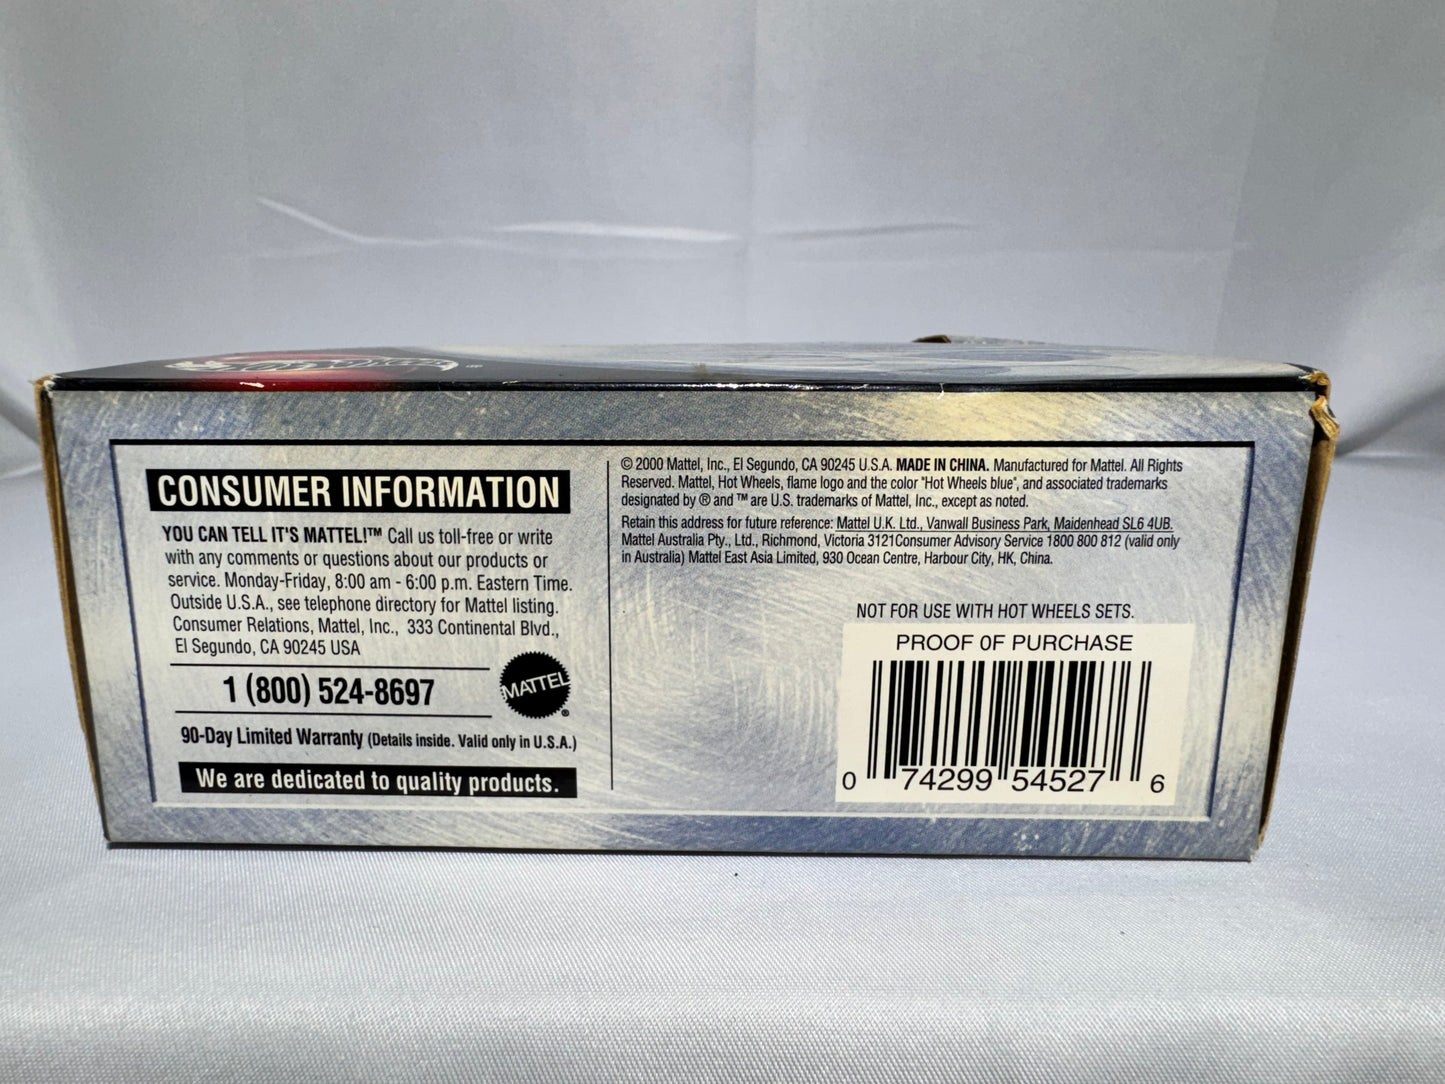 CONSUMER INFORMATION
YOU CAN TELL IT'S MATTEL!™ Call us toll-free or write
with any comments or questions about our products or
service. Monday-Friday, 8:00 am - 6:00 p.m. Eastern Time.
Outside U.S.A., see telephone directory for Mattel listing.
Consumer Relations, Mattel, Inc., 333 Continental Blvd.,
El Segundo, CA 90245 USA
1 (800) 524-8697
MATTEL®
90-Day Limited Warranty (Details inside. Valid only in U.S.A.)
We are dedicated to quality products.
© 2000 Mattel, Inc., El Segundo, CA 90245 U.S.A. MADE IN CHINA. Manufactured for Mattel. All Rights
Reserved. Mattel, Hot Wheels, flame logo and the color "Hot Wheels blue", and associated trademarks
designated by ® and ™ are U.S. trademarks of Mattel, Inc., except as noted.
Retain this address for future reference: Mattel U.K. Ltd., Vanwall Business Park, Maidenhead SL6 4UB.
Mattel Australia Pty., Ltd., Richmond, Victoria 3121Consumer Advisory Service 1800 800 812 (valid only
in Australia) Mattel East Asia Limited, 930 Ocean Centre, Harbour City, HK, China.
NOT FOR USE WITH HOT WHEELS SETS.
PROOF 0F PURCHASE
0 74299 54527 6